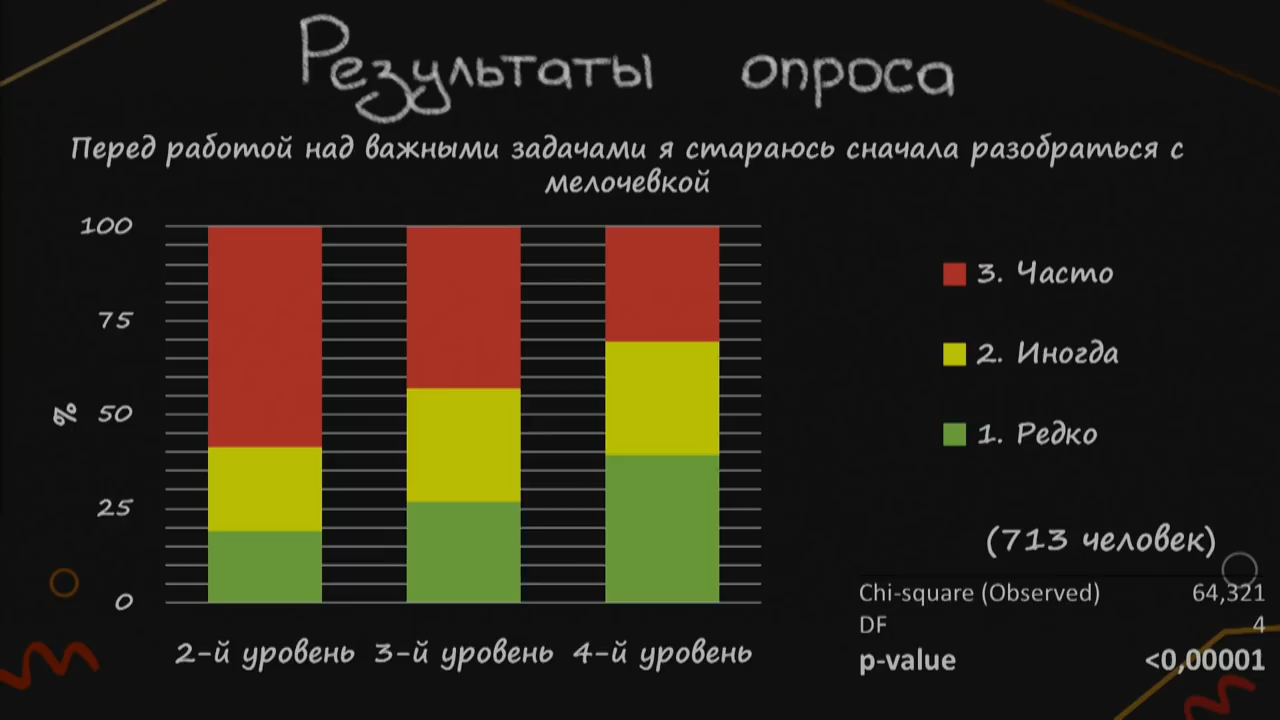 Результаты опроса
Перед работой над важными задачами я стараюсь сначала разобраться с
мелочевкой
100
75
50
25
0
%
2-й уровень 3-й уровень 4-й уровень
3. Часто
2. Иногда
1. Редко
(713 человек)
Chi-square (Observed) 64,321
DF 4
p-value <0,00001